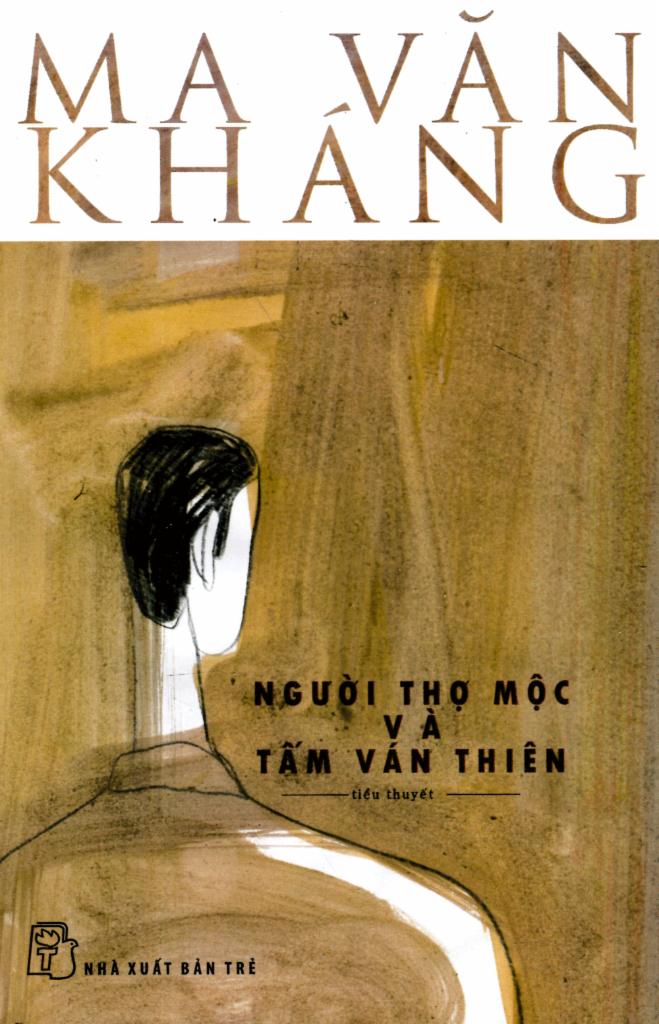 MA VĂN
KHÁNG
NGƯỜI THỢ MỘC
VÀ
TẤM VÁN THIÊN
tiểu thuyết
T
NHÀ XUẤT BẢN TRẺ